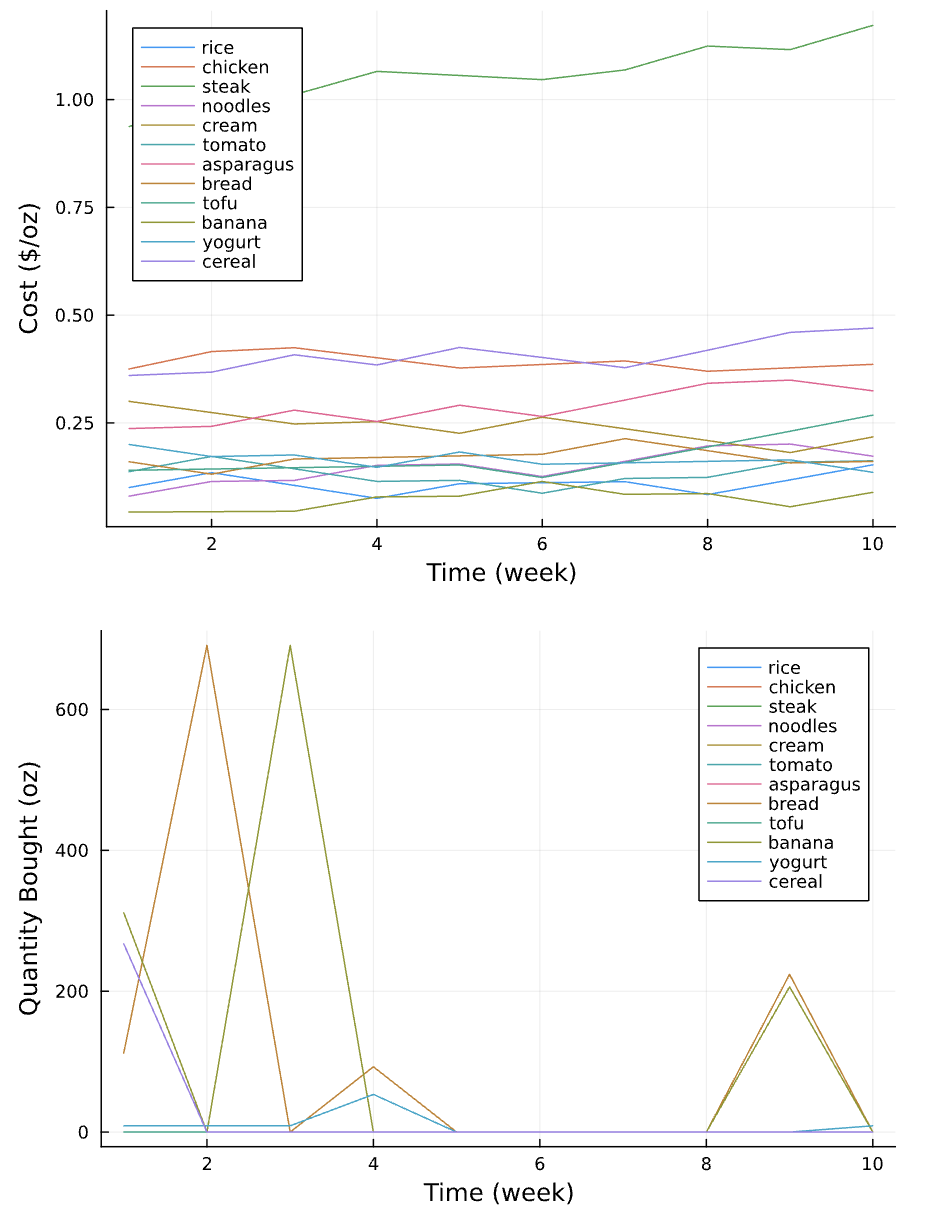 rice
chicken
steak
noodles
cream
tomato
asparagus
bread
tofu
banana
yogurt
cereal
1.00
0.75
0.50
0.25
Cost ($/oz)
2 4 6 8 10
Time (week)
rice
chicken
steak
noodles
cream
tomato
asparagus
bread
tofu
banana
yogurt
cereal
600
400
200
0
Quantity Bought (oz)
2 4 6 8 10
Time (week)